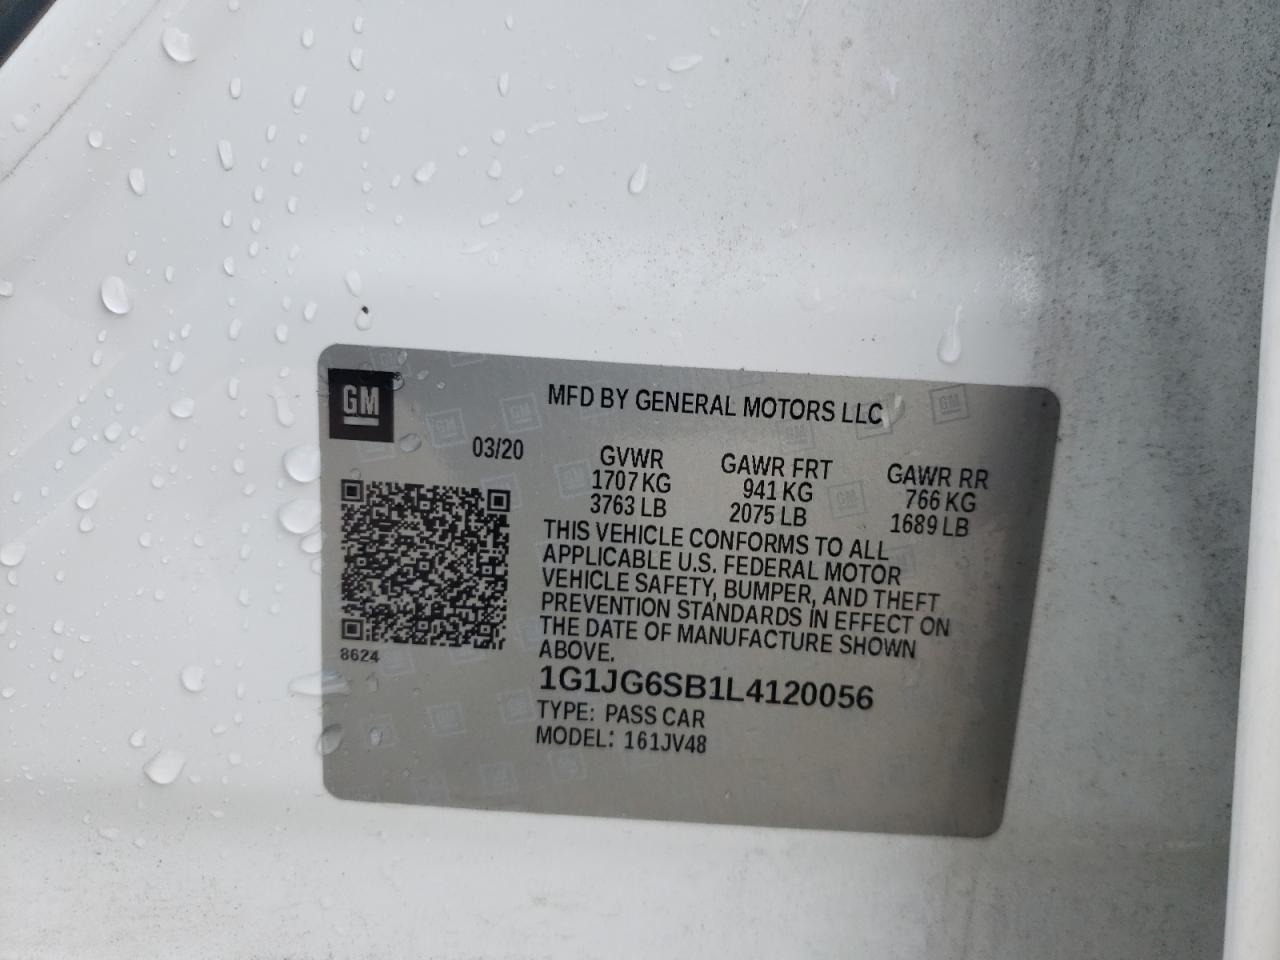 GM
MFD BY GENERAL MOTORS LLC
03/20
GVWR GAWR FRT GAWR RR
1707 KG 941 KG 766 KG
3763 LB 2075 LB 1689 LB
THIS VEHICLE CONFORMS TO ALL
APPLICABLE U.S. FEDERAL MOTOR
VEHICLE SAFETY, BUMPER, AND THEFT
PREVENTION STANDARDS IN EFFECT ON
THE DATE OF MANUFACTURE SHOWN
ABOVE.
8624
1G1JG6SB1L4120056
TYPE: PASS CAR
MODEL: 161JV48